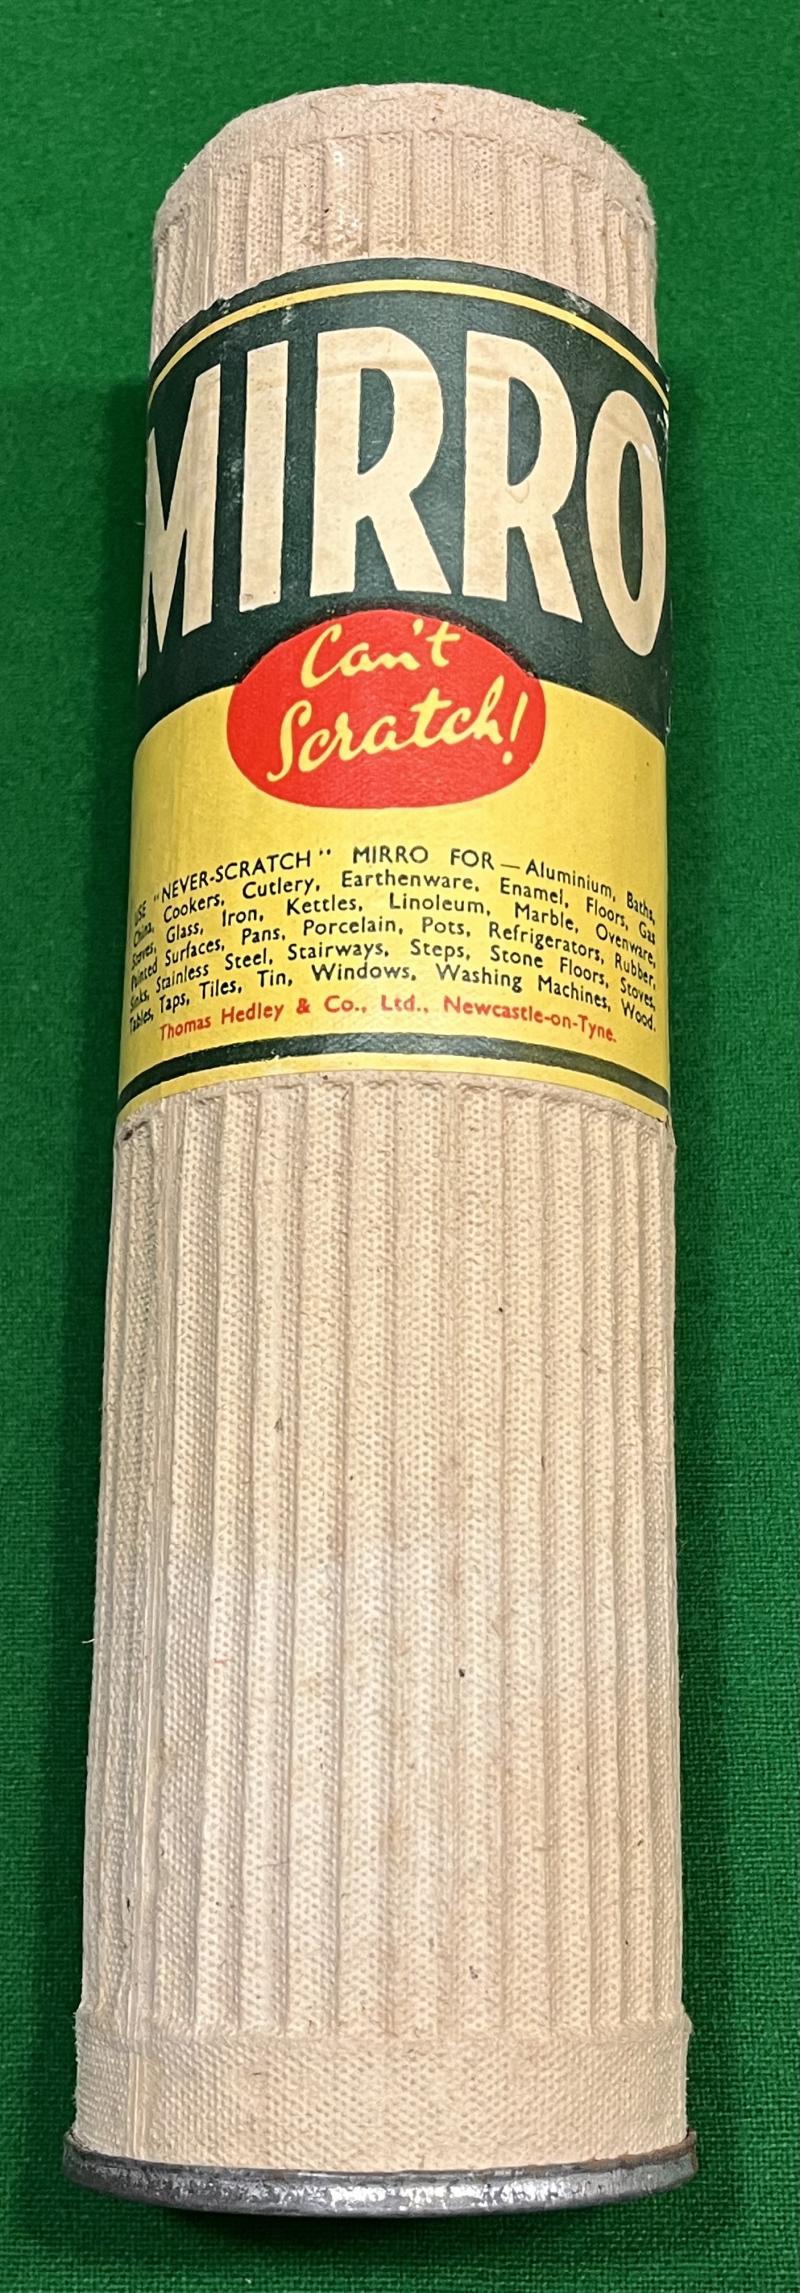 MIRRO
Can't
Scratch!
USE "NEVER-SCRATCH" MIRRO FOR—Aluminium, Baths,
China, Cookers, Cutlery, Earthenware, Enamel, Floors, Gas
Stoves, Glass, Iron, Kettles, Linoleum, Marble, Ovenware,
Painted Surfaces, Pans, Porcelain, Pots, Refrigerators, Rubber,
Sinks, Stainless Steel, Stairways, Steps, Stone Floors, Stoves,
Tables, Taps, Tiles, Tin, Windows, Washing Machines, Wood.
Thomas Hedley & Co., Ltd., Newcastle-on-Tyne.